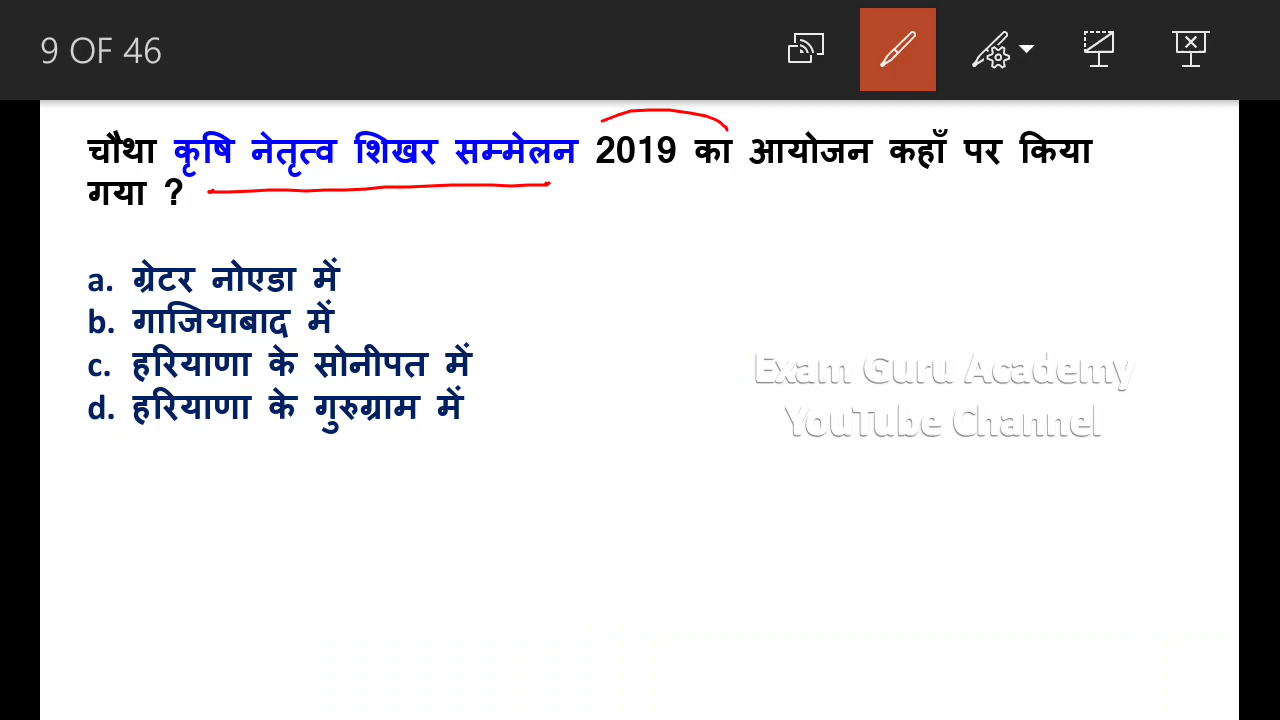 9 OF 46
चौथा कृषि नेतृत्व शिखर सम्मेलन 2019 का आयोजन कहाँ पर किया
गया ?
a. ग्रेटर नोएडा में
b. गाजियाबाद में
c. हरियाणा के सोनीपत में
d. हरियाणा के गुरुग्राम में
Exam Guru Academy
YouTube Channel